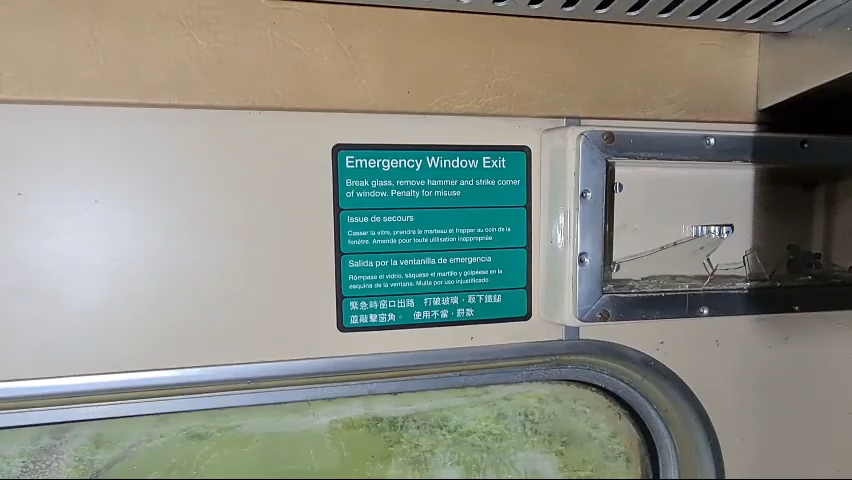 Emergency Window Exit
Break glass, remove hammer and strike corner
of window. Penalty for misuse
Issue de secours
Casser la vitre, prendre le marteau et frapper au coin de la
fenêtre. Amende pour toute utilisation inappropriée
Salida por la ventanilla de emergencia
Rómpase el vidrio, sáquese el martillo y golpéese en la
esquina de la ventana. Multa por uso injustificado
緊急時窗口出路 打破玻璃，取下鐵鎚
並敲擊窗角。 使用不當，罸款